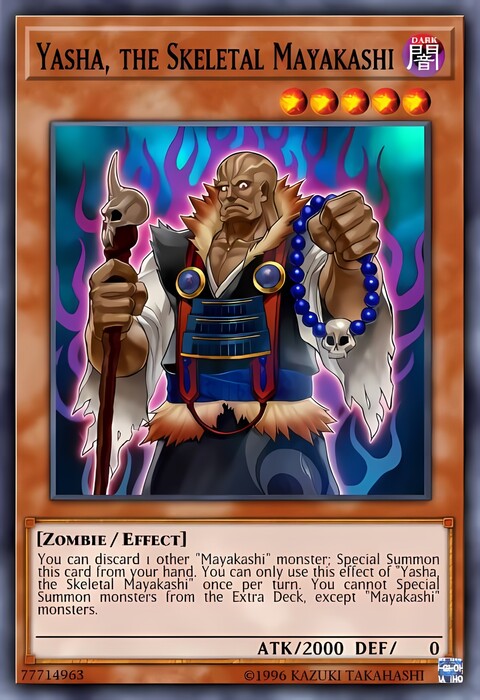 Yasha, the Skeletal Mayakashi
DARK
闇
[Zombie / Effect]
You can discard 1 other "Mayakashi" monster; Special Summon
this card from your hand. You can only use this effect of "Yasha,
the Skeletal Mayakashi" once per turn. You cannot Special
Summon monsters from the Extra Deck, except "Mayakashi"
monsters.
ATK/2000 DEF/ 0
77714963
©1996 KAZUKI TAKAHASHI